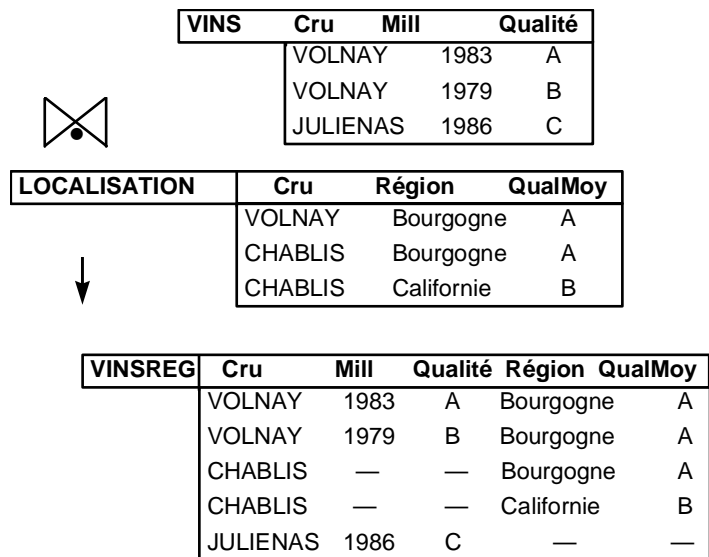 VINS Cru Mill Qualité
VOLNAY 1983 A
VOLNAY 1979 B
JULIENAS 1986 C
LOCALISATION Cru Région QualMoy
VOLNAY Bourgogne A
CHABLIS Bourgogne A
CHABLIS Californie B
VINSREG Cru Mill Qualité Région QualMoy
VOLNAY 1983 A Bourgogne A
VOLNAY 1979 B Bourgogne A
CHABLIS — — Bourgogne A
CHABLIS — — Californie B
JULIENAS 1986 C — —